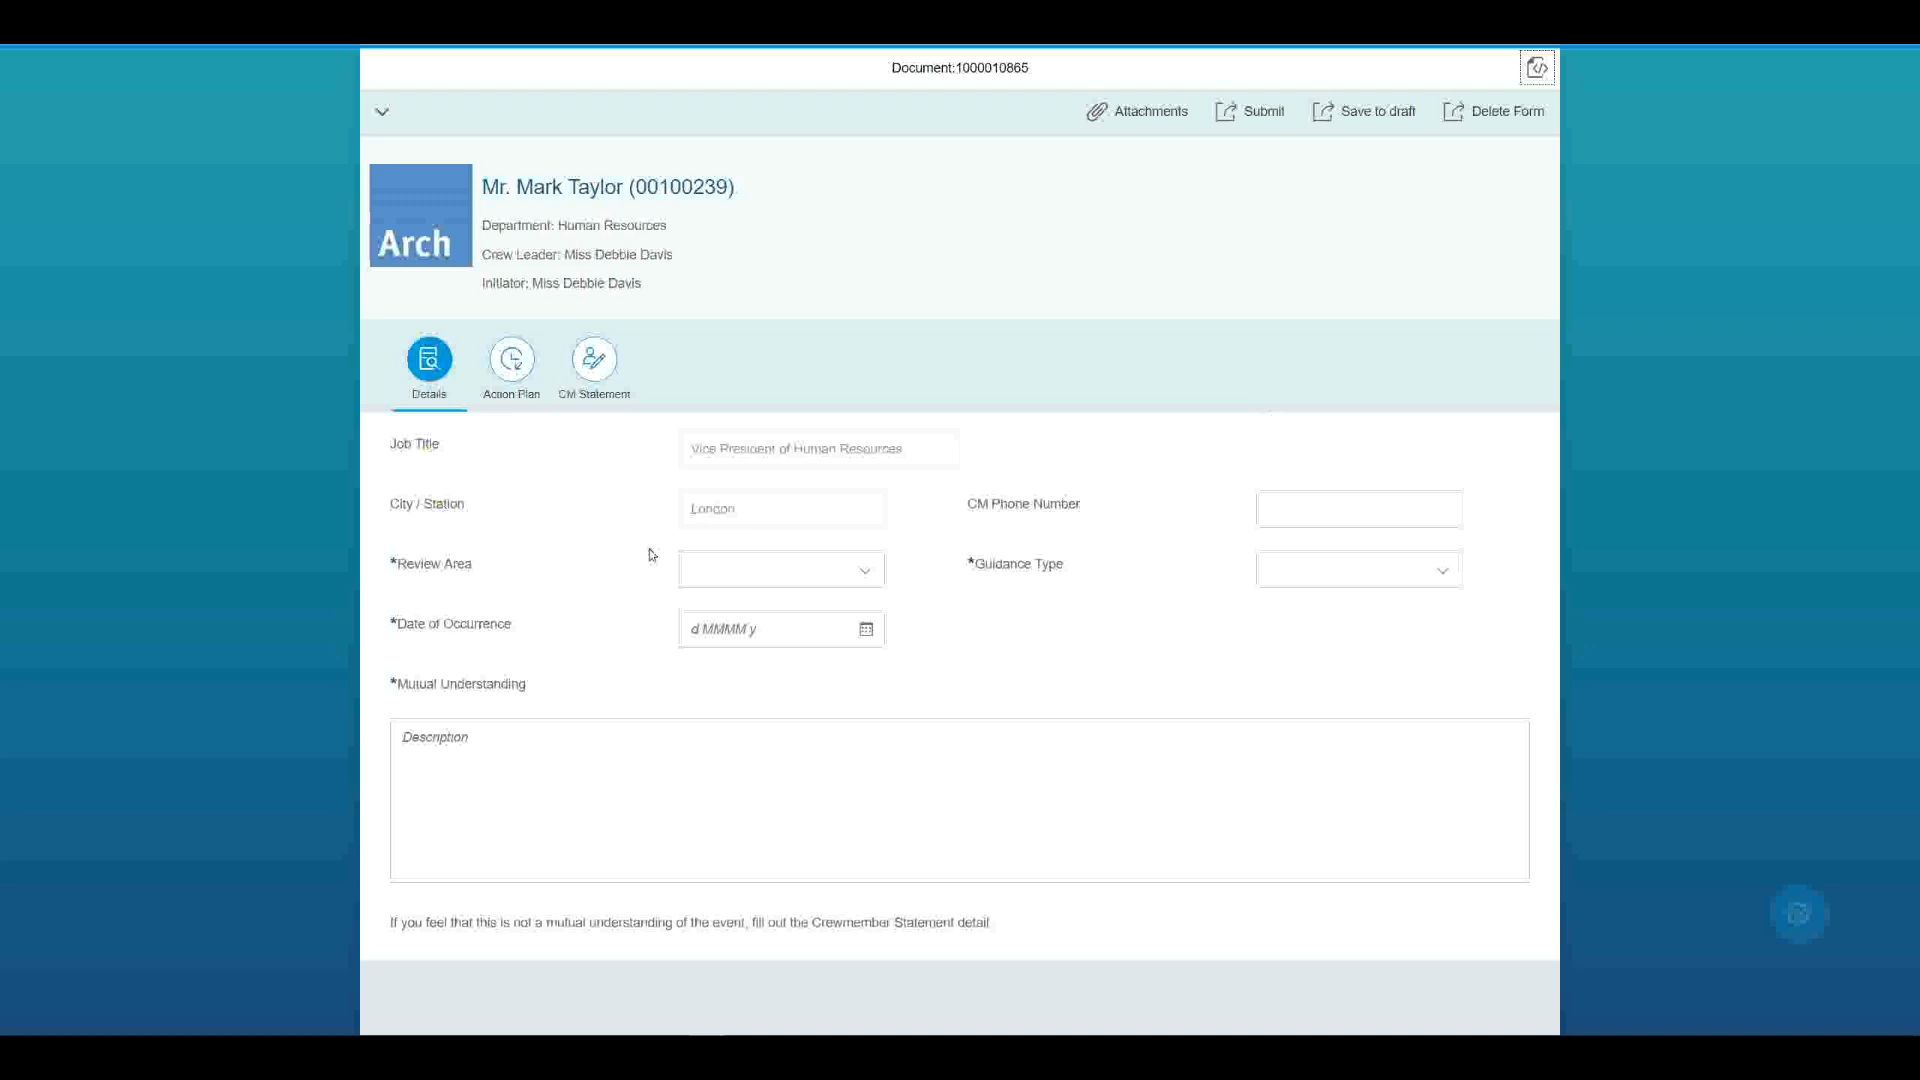 Document:1000010865
Attachments Submit Save to draft Delete Form
Arch
Mr. Mark Taylor (00100239)
Department: Human Resources
Crew Leader: Miss Debbie Davis
Initiator: Miss Debbie Davis
Details Action Plan CM Statement
Job Title Vice President of Human Resources
City / Station London CM Phone Number
*Review Area *Guidance Type
*Date of Occurrence d MMMM y
*Mutual Understanding
Description
If you feel that this is not a mutual understanding of the event, fill out the Crewmember Statement detail